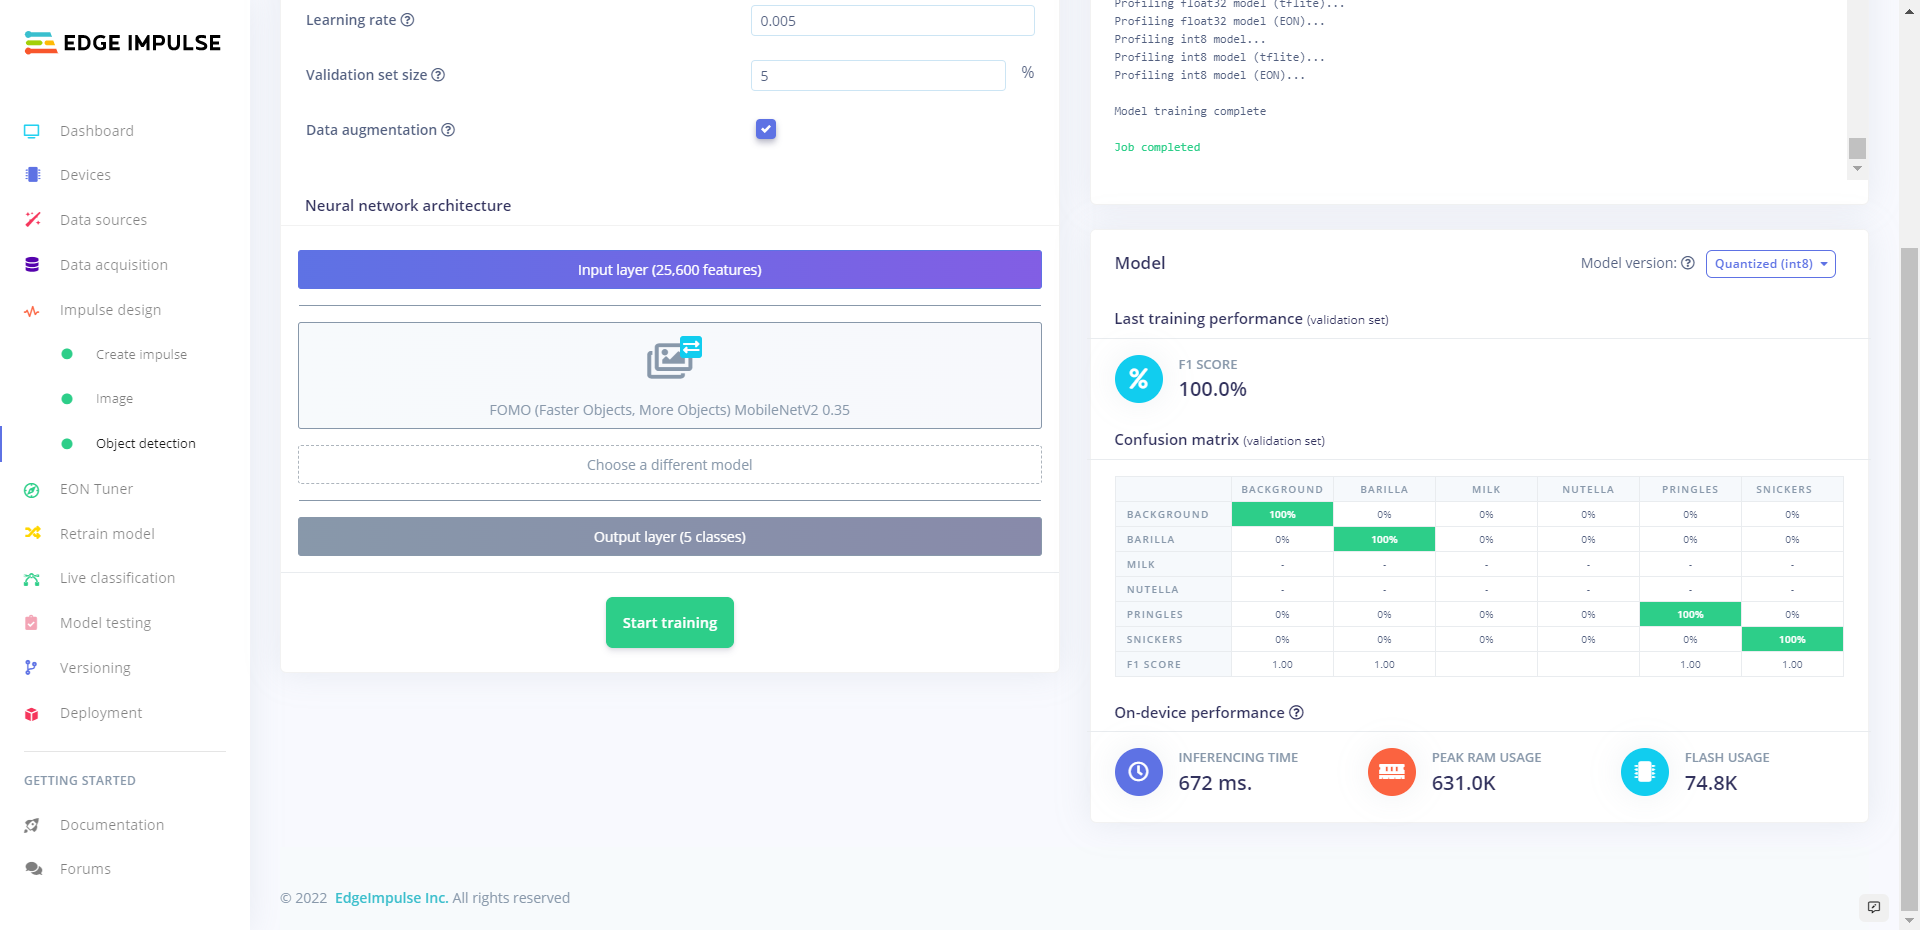 EDGE IMPULSE
Dashboard
Devices
Data sources
Data acquisition
Impulse design
Create impulse
Image
Object detection
EON Tuner
Retrain model
Live classification
Model testing
Versioning
Deployment
GETTING STARTED
Documentation
Forums
Learning rate
0.005
Validation set size
5
%
Data augmentation
Neural network architecture
Input layer (25,600 features)
FOMO (Faster Objects, More Objects) MobileNetV2 0.35
Choose a different model
Output layer (5 classes)
Start training
Profiling float32 model (tflite)...
Profiling float32 model (EON)...
Profiling int8 model...
Profiling int8 model (tflite)...
Profiling int8 model (EON)...
Model training complete
Job completed
Model
Model version:
Quantized (int8)
Last training performance (validation set)
%
F1 SCORE
100.0%
Confusion matrix (validation set)
BACKGROUND BARILLA MILK NUTELLA PRINGLES SNICKERS
BACKGROUND 100% 0% 0% 0% 0% 0%
BARILLA 0% 100% 0% 0% 0% 0%
MILK - - - - - -
NUTELLA - - - - - -
PRINGLES 0% 0% 0% 0% 100% 0%
SNICKERS 0% 0% 0% 0% 0% 100%
F1 SCORE 1.00 1.00 1.00 1.00
On-device performance
INFERENCING TIME
672 ms.
PEAK RAM USAGE
631.0K
FLASH USAGE
74.8K
© 2022 EdgeImpulse Inc. All rights reserved